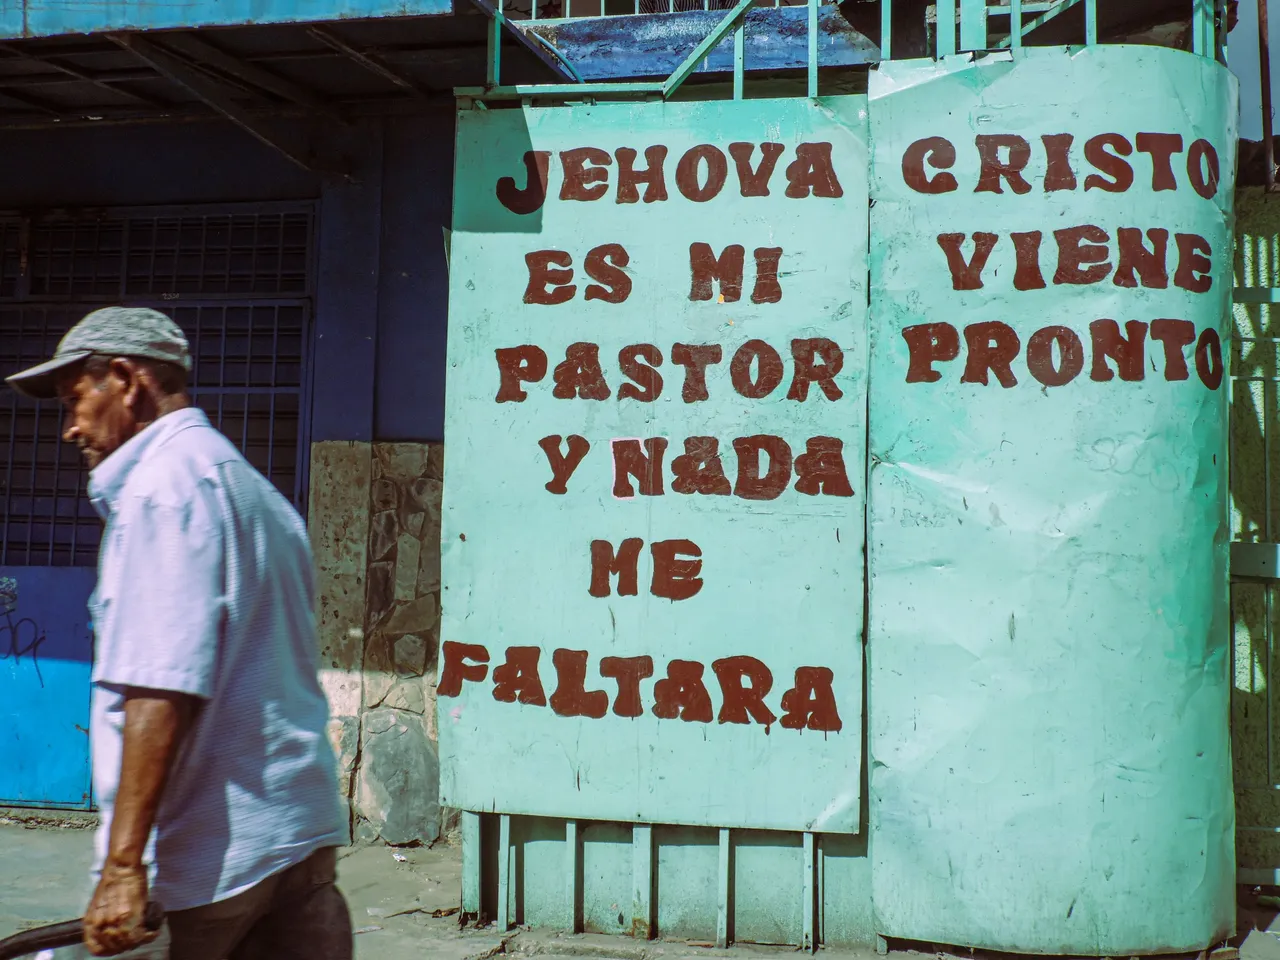 JEHOVA
ES MI
PASTOR
Y NADA
ME
FALTARA
CRISTO
VIENE
PRONTO